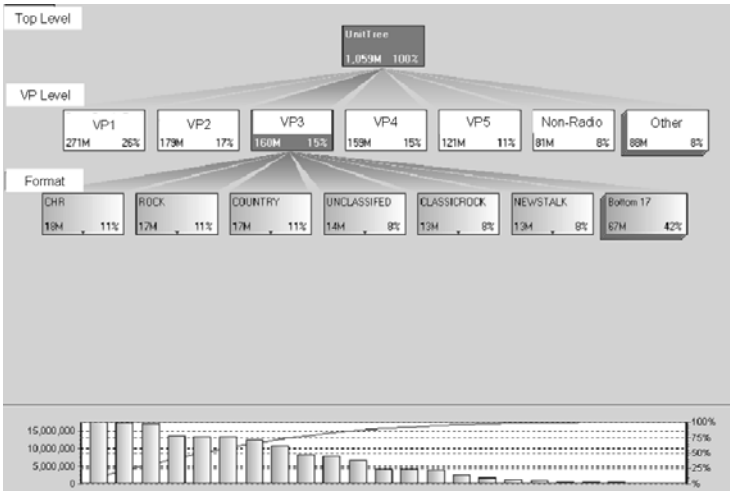 Top Level
UnitTree
1,059M 100%
VP Level
VP1 VP2 VP3 VP4 VP5 Non-Radio Other
271M 26% 179M 17% 160M 15% 159M 15% 121M 11% 81M 8% 88M 8%
Format
CHR ROCK COUNTRY UNCLASSIFED CLASSICROCK NEWSTALK Bottom 17
18M 11% 17M 11% 17M 11% 14M 8% 13M 8% 13M 8% 67M 42%
15,000,000 100%
75%
10,000,000 50%
5,000,000 25%
0 %